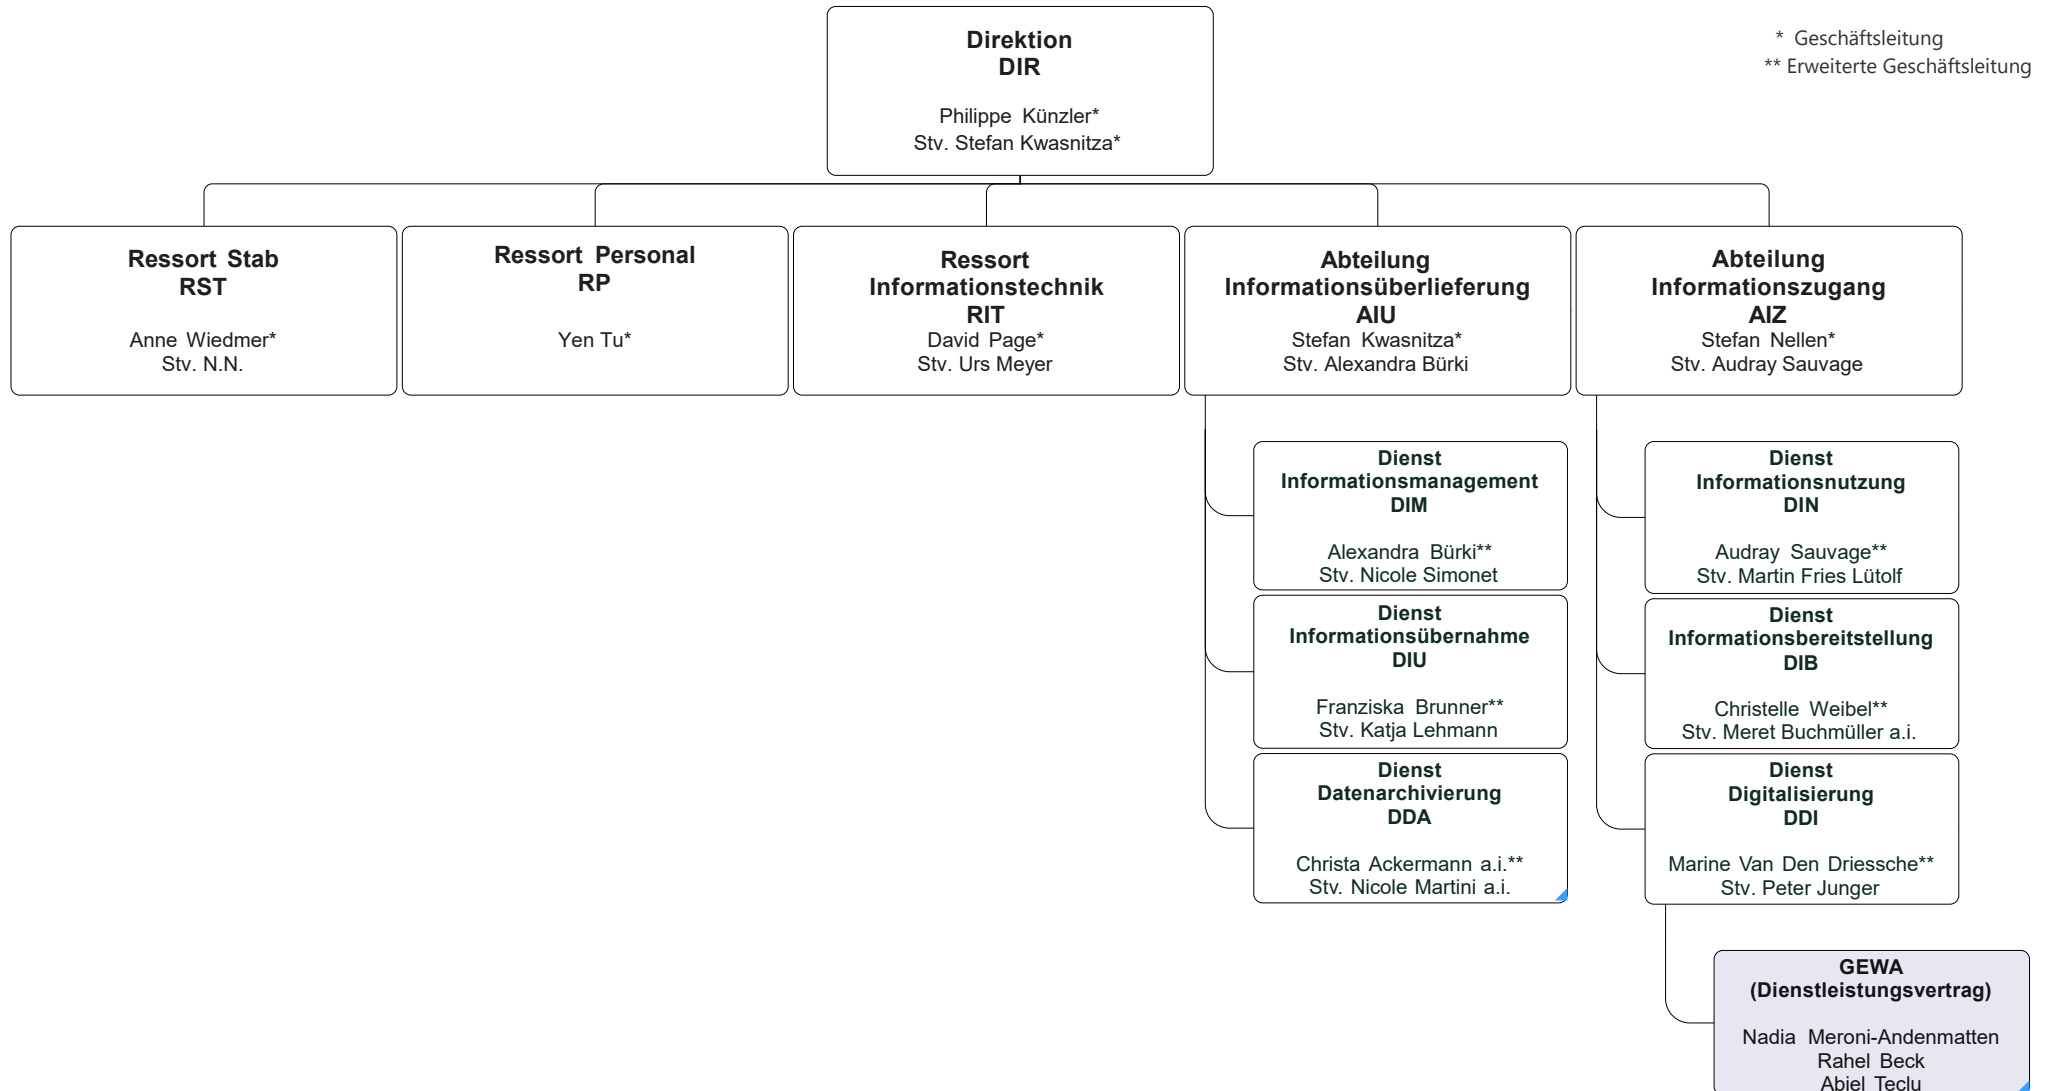 Direktion
DIR
Philippe Künzler*
Stv. Stefan Kwasnitza*
* Geschäftsleitung
** Erweiterte Geschäftsleitung
Ressort Stab
RST
Anne Wiedmer*
Stv. N.N.
Ressort Personal
RP
Yen Tu*
Ressort
Informationstechnik
RIT
David Page*
Stv. Urs Meyer
Abteilung
Informationsüberlieferung
AIU
Stefan Kwasnitza*
Stv. Alexandra Bürki
Abteilung
Informationszugang
AIZ
Stefan Nellen*
Stv. Audray Sauvage
Dienst
Informationsmanagement
DIM
Alexandra Bürki**
Stv. Nicole Simonet
Dienst
Informationsübernahme
DIU
Franziska Brunner**
Stv. Katja Lehmann
Dienst
Datenarchivierung
DDA
Christa Ackermann a.i.**
Stv. Nicole Martini a.i.
Dienst
Informationsnutzung
DIN
Audray Sauvage**
Stv. Martin Fries Lütolf
Dienst
Informationsbereitstellung
DIB
Christelle Weibel**
Stv. Meret Buchmüller a.i.
Dienst
Digitalisierung
DDI
Marine Van Den Driessche**
Stv. Peter Junger
GEWA
(Dienstleistungsvertrag)
Nadia Meroni-Andenmatten
Rahel Beck
Abiel Teclu